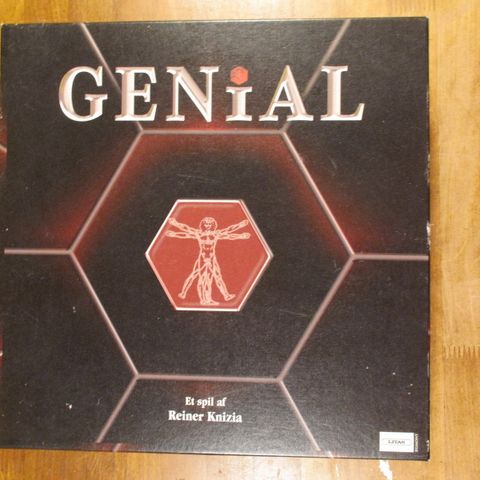 GENiAL
Et spil af
Reiner Knizia